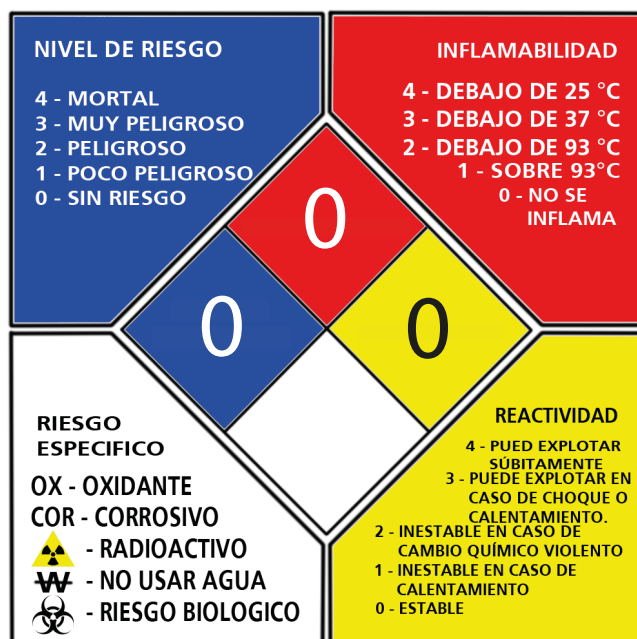 NIVEL DE RIESGO
4 - MORTAL
3 - MUY PELIGROSO
2 - PELIGROSO
1 - POCO PELIGROSO
0 - SIN RIESGO
INFLAMABILIDAD
4 - DEBAJO DE 25 °C
3 - DEBAJO DE 37 °C
2 - DEBAJO DE 93 °C
1 - SOBRE 93°C
0 - NO SE
INFLAMA
0
0
0
RIESGO
ESPECIFICO
OX - OXIDANTE
COR - CORROSIVO
- RADIOACTIVO
W - NO USAR AGUA
- RIESGO BIOLOGICO
REACTIVIDAD
4 - PUED EXPLOTAR
SÚBITAMENTE
3 - PUEDE EXPLOTAR EN
CASO DE CHOQUE O
CALENTAMIENTO.
2 - INESTABLE EN CASO DE
CAMBIO QUÍMICO VIOLENTO
1 - INESTABLE EN CASO DE
CALENTAMIENTO
0 - ESTABLE